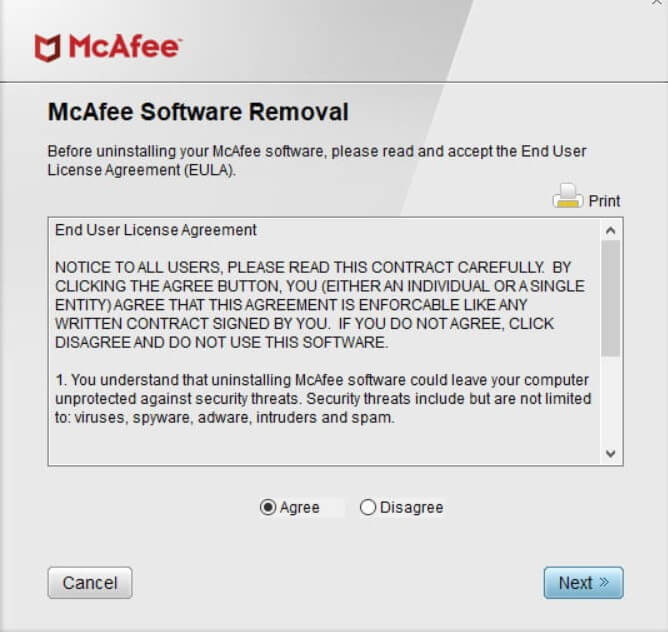 McAfee™
McAfee Software Removal
Before uninstalling your McAfee software, please read and accept the End User
License Agreement (EULA).
Print
End User License Agreement
NOTICE TO ALL USERS, PLEASE READ THIS CONTRACT CAREFULLY. BY
CLICKING THE AGREE BUTTON, YOU (EITHER AN INDIVIDUAL OR A SINGLE
ENTITY) AGREE THAT THIS AGREEMENT IS ENFORCABLE LIKE ANY
WRITTEN CONTRACT SIGNED BY YOU. IF YOU DO NOT AGREE, CLICK
DISAGREE AND DO NOT USE THIS SOFTWARE.
1. You understand that uninstalling McAfee software could leave your computer
unprotected against security threats. Security threats include but are not limited
to: viruses, spyware, adware, intruders and spam.
Agree Disagree
Cancel Next »